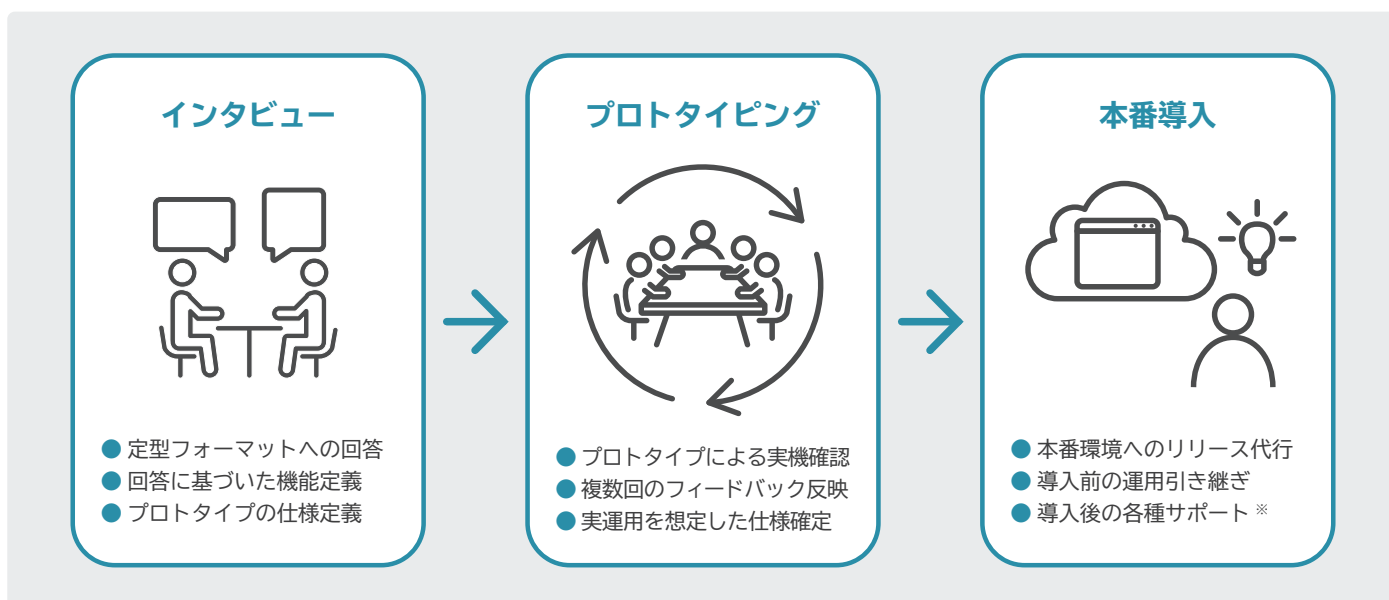 インタビュー
● 定型フォーマットへの回答
● 回答に基づいた機能定義
● プロトタイプの仕様定義
プロトタイピング
● プロトタイプによる実機確認
● 複数回のフィードバック反映
● 実運用を想定した仕様確定
本番導入
● 本番環境へのリリース代行
● 導入前の運用引き継ぎ
● 導入後の各種サポート ※